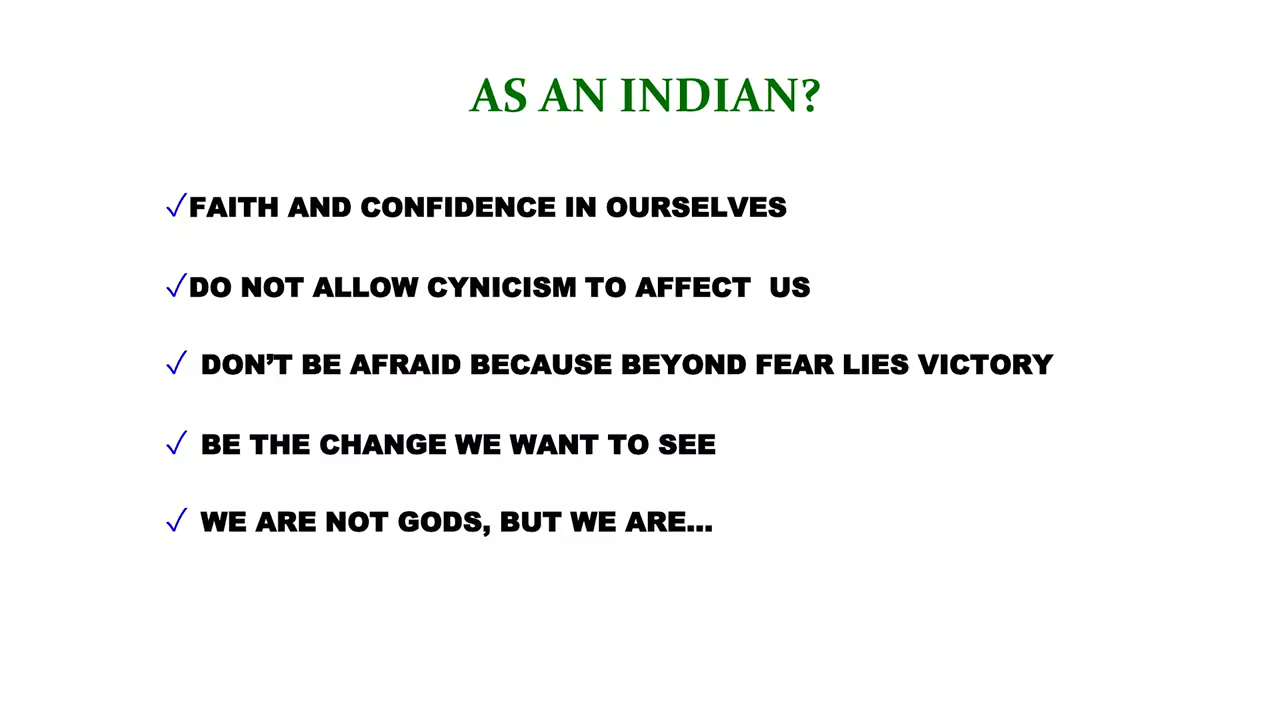 AS AN INDIAN?
✓FAITH AND CONFIDENCE IN OURSELVES
✓DO NOT ALLOW CYNICISM TO AFFECT  US
✓ DON’T BE AFRAID BECAUSE BEYOND FEAR LIES VICTORY
✓ BE THE CHANGE WE WANT TO SEE
✓ WE ARE NOT GODS, BUT WE ARE...